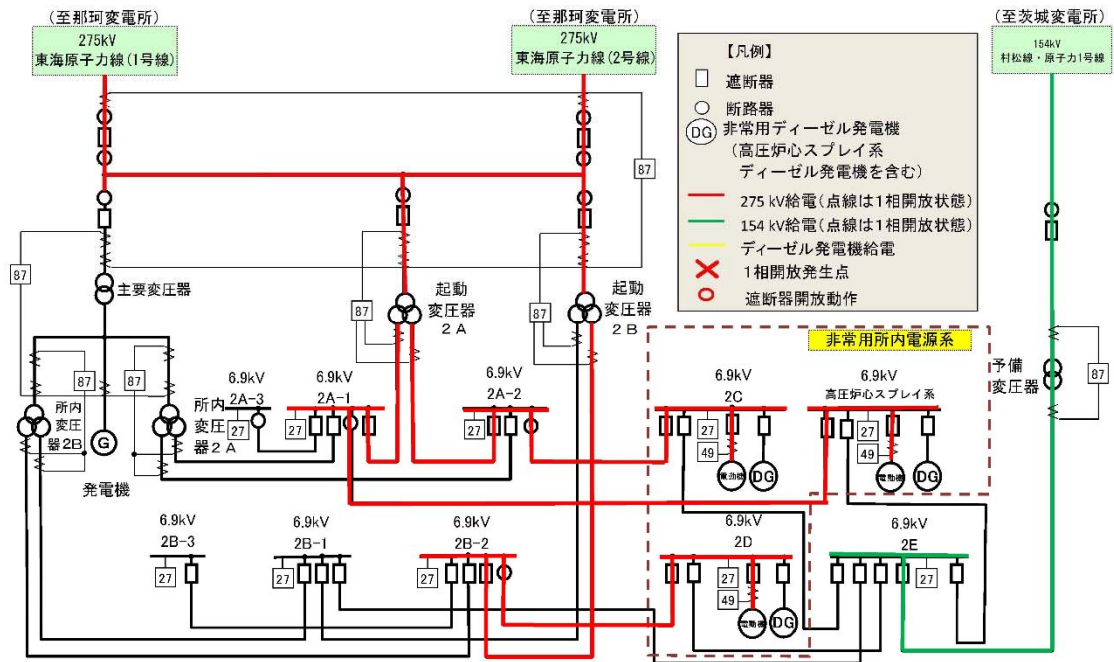 (至那珂変電所)
275kV
東海原子力線(1号線)
(至那珂変電所)
275kV
東海原子力線(2号線)
(至茨城変電所)
154kV
村松線・原子力1号線
【凡例】
遮断器
断路器
DG
非常用ディーゼル発電機
(高圧炉心スプレイ系
ディーゼル発電機を含む)
275 kV給電(点線は1相開放状態)
154 kV給電(点線は1相開放状態)
ディーゼル発電機給電
1相開放発生点
遮断器開放動作
87
87
87
87
主要変圧器
起動
変圧器
2A
起動
変圧器
2B
非常用所内電源系
予備
変圧器
87
87
87
所内
変圧
器2B
G
発電機
所内
変圧
器2A
6.9kV
2A-3
27
6.9kV
2A-1
27
6.9kV
2A-2
27
6.9kV
2C
27
49
電動機
DG
6.9kV
高圧炉心スプレイ系
27
49
電動機
DG
6.9kV
2B-3
27
6.9kV
2B-1
27
6.9kV
2B-2
27
6.9kV
2D
27
49
電動機
DG
6.9kV
2E
27